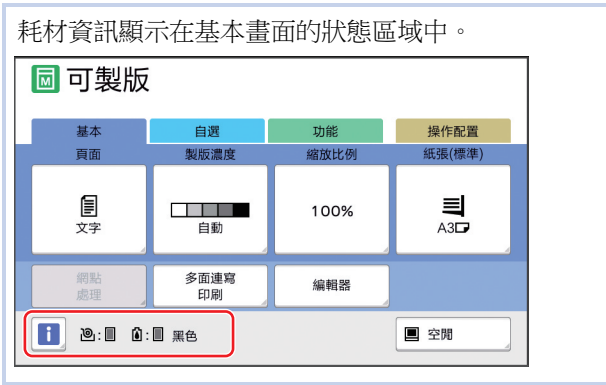 耗材資訊顯示在基本畫面的狀態區域中。
M 可製版
基本 自選 功能 操作配置
頁面 製版濃度 縮放比例 紙張(標準)
文字 自動 100% A3
網點 處理 多面連寫 印刷 編輯器
i : : 黑色 空閒